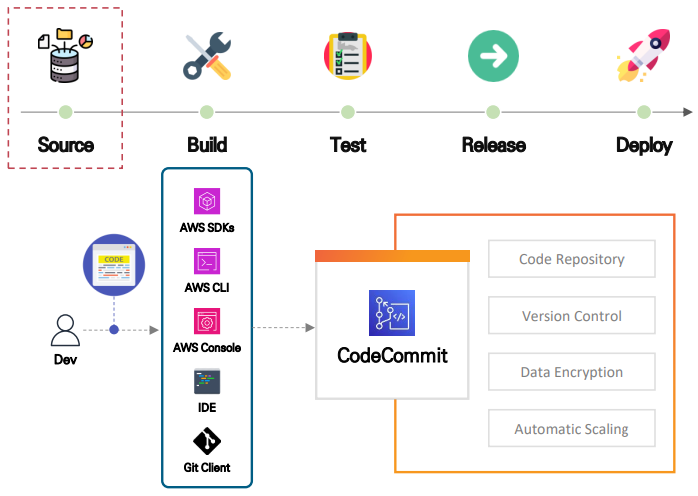 Source
Build
Test
Release
Deploy
CODE
Dev
AWS SDKs
AWS CLI
AWS Console
IDE
Git Client
CodeCommit
Code Repository
Version Control
Data Encryption
Automatic Scaling